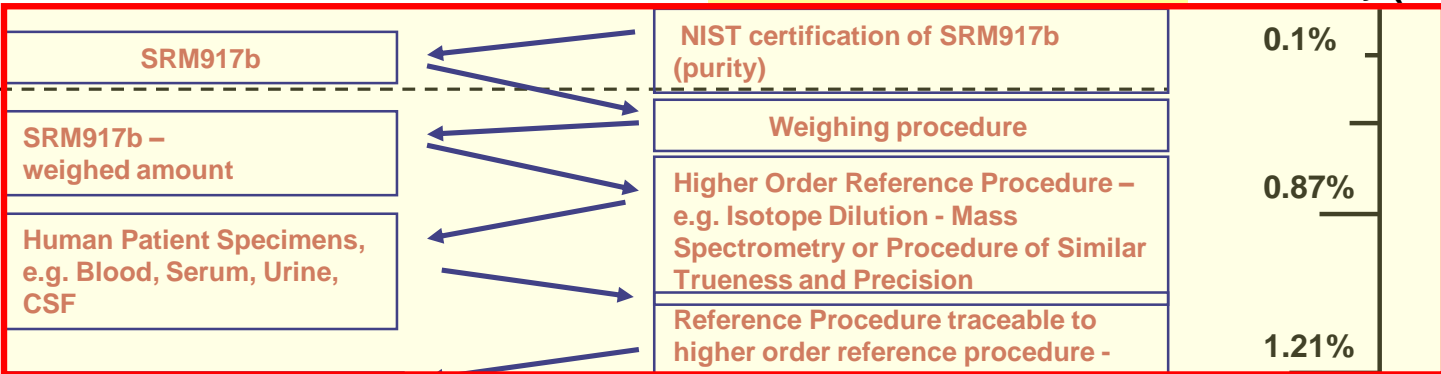 SRM917b
NIST certification of SRM917b
(purity)
0.1%
SRM917b –
weighed amount
Weighing procedure
Human Patient Specimens,
e.g. Blood, Serum, Urine,
CSF
Higher Order Reference Procedure –
e.g. Isotope Dilution - Mass
Spectrometry or Procedure of Similar
Trueness and Precision
0.87%
Reference Procedure traceable to
higher order reference procedure -
1.21%